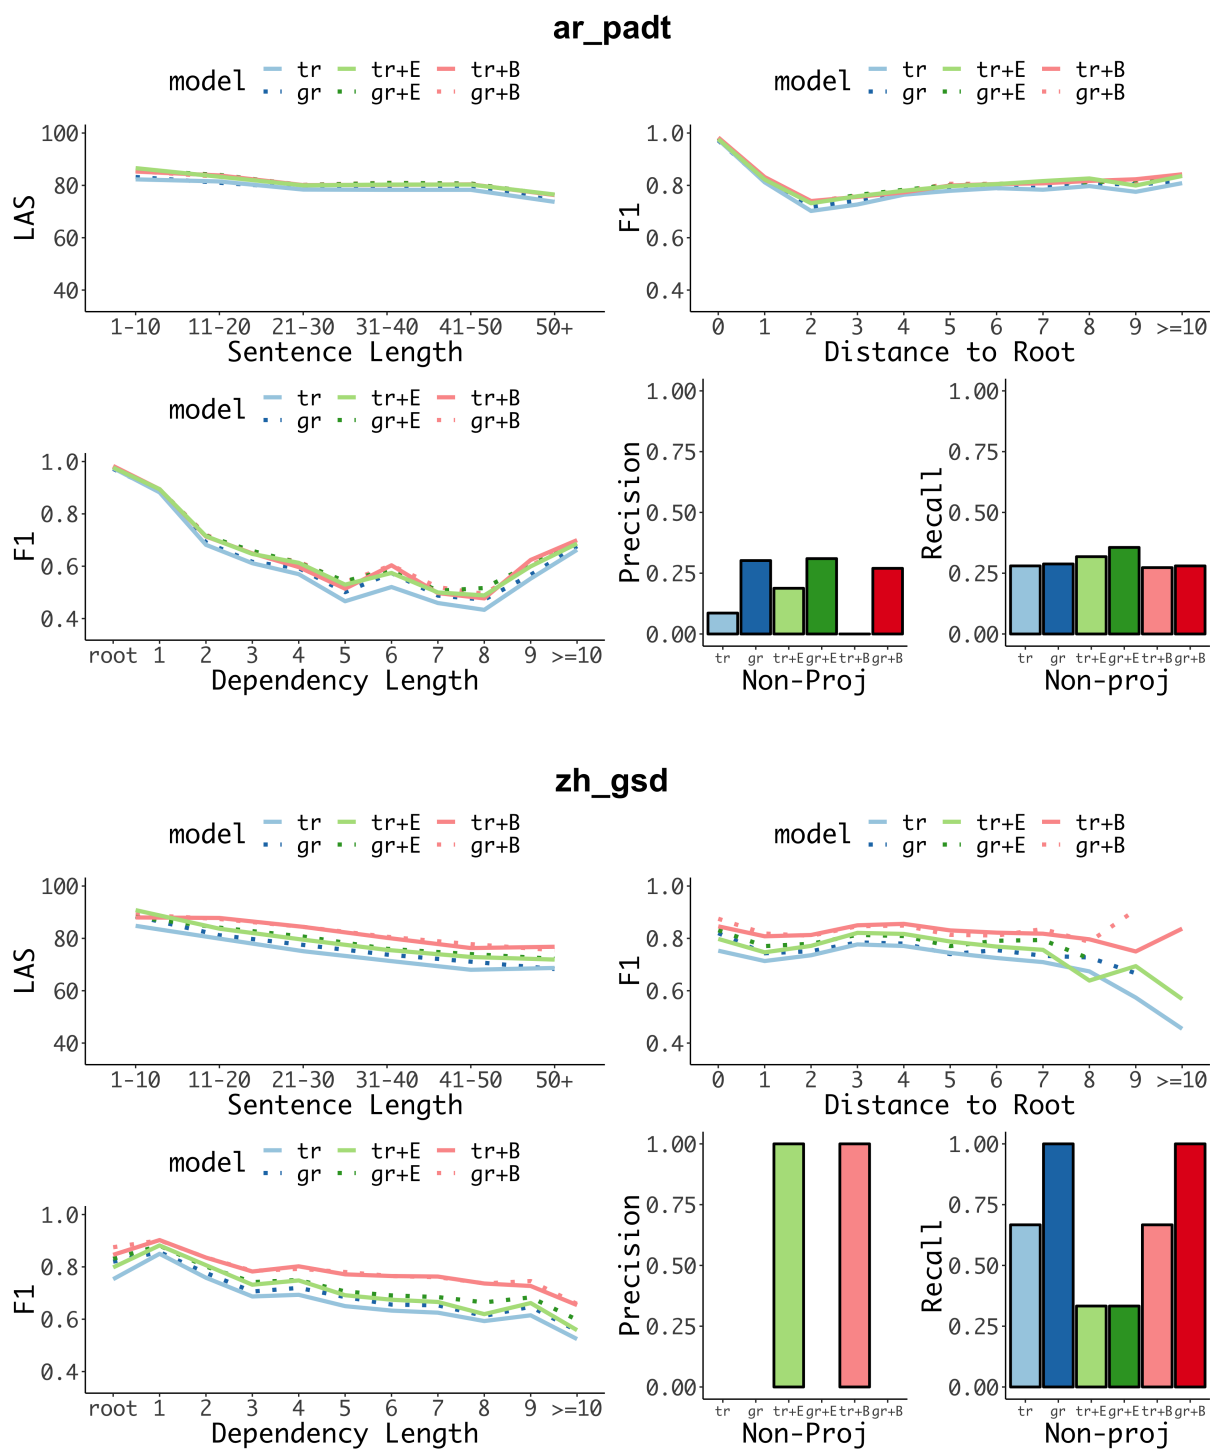 ar_padt
model tr tr+E tr+B
gr gr+E gr+B
LAS
100
80
60
40
1-10 11-20 21-30 31-40 41-50 50+
Sentence Length
model tr tr+E tr+B
gr gr+E gr+B
F1
1.0
0.8
0.6
0.4
0 1 2 3 4 5 6 7 8 9 >=10
Distance to Root
model tr tr+E tr+B
gr gr+E gr+B
F1
1.0
0.8
0.6
0.4
root 1 2 3 4 5 6 7 8 9 >=10
Dependency Length
Precision
1.00
0.75
0.50
0.25
0.00
tr gr tr+E gr+E tr+B gr+B
Non-Proj
Recall
1.00
0.75
0.50
0.25
0.00
tr gr tr+E gr+E tr+B gr+B
Non-proj
zh_gsd
model tr tr+E tr+B
gr gr+E gr+B
LAS
100
80
60
40
1-10 11-20 21-30 31-40 41-50 50+
Sentence Length
model tr tr+E tr+B
gr gr+E gr+B
F1
1.0
0.8
0.6
0.4
0 1 2 3 4 5 6 7 8 9 >=10
Distance to Root
model tr tr+E tr+B
gr gr+E gr+B
F1
1.0
0.8
0.6
0.4
root 1 2 3 4 5 6 7 8 9 >=10
Dependency Length
Precision
1.00
0.75
0.50
0.25
0.00
tr gr tr+E gr+E tr+B gr+B
Non-Proj
Recall
1.00
0.75
0.50
0.25
0.00
tr gr tr+E gr+E tr+B gr+B
Non-proj